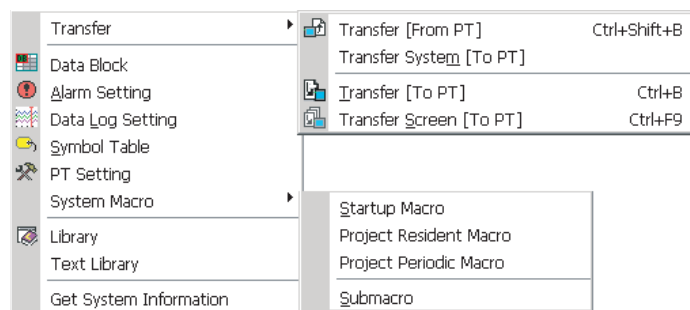 Transfer
Data Block
Alarm Setting
Data Log Setting
Symbol Table
PT Setting
System Macro
Library
Text Library
Get System Information
Transfer [From PT] Ctrl+Shift+B
Transfer System [To PT]
Transfer [To PT] Ctrl+B
Transfer Screen [To PT] Ctrl+F9
Startup Macro
Project Resident Macro
Project Periodic Macro
Submacro